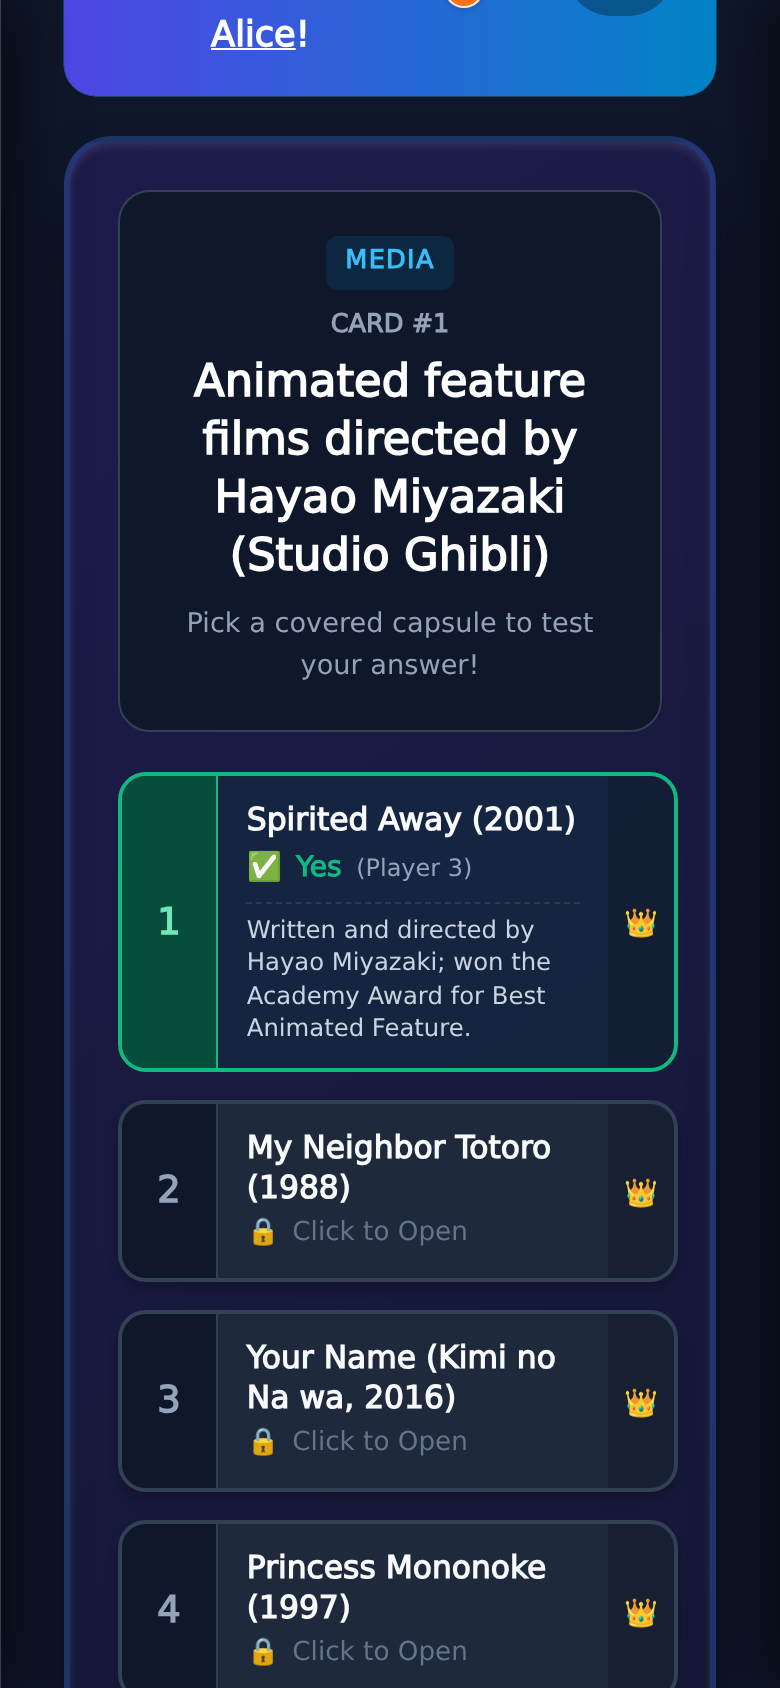 Alice!
MEDIA
CARD #1
Animated feature
films directed by
Hayao Miyazaki
(Studio Ghibli)
Pick a covered capsule to test
your answer!
1
Spirited Away (2001)
✅ Yes (Player 3)
Written and directed by
Hayao Miyazaki; won the
Academy Award for Best
Animated Feature.
👑
2
My Neighbor Totoro
(1988)
🔒 Click to Open
👑
3
Your Name (Kimi no
Na wa, 2016)
🔒 Click to Open
👑
4
Princess Mononoke
(1997)
🔒 Click to Open
👑